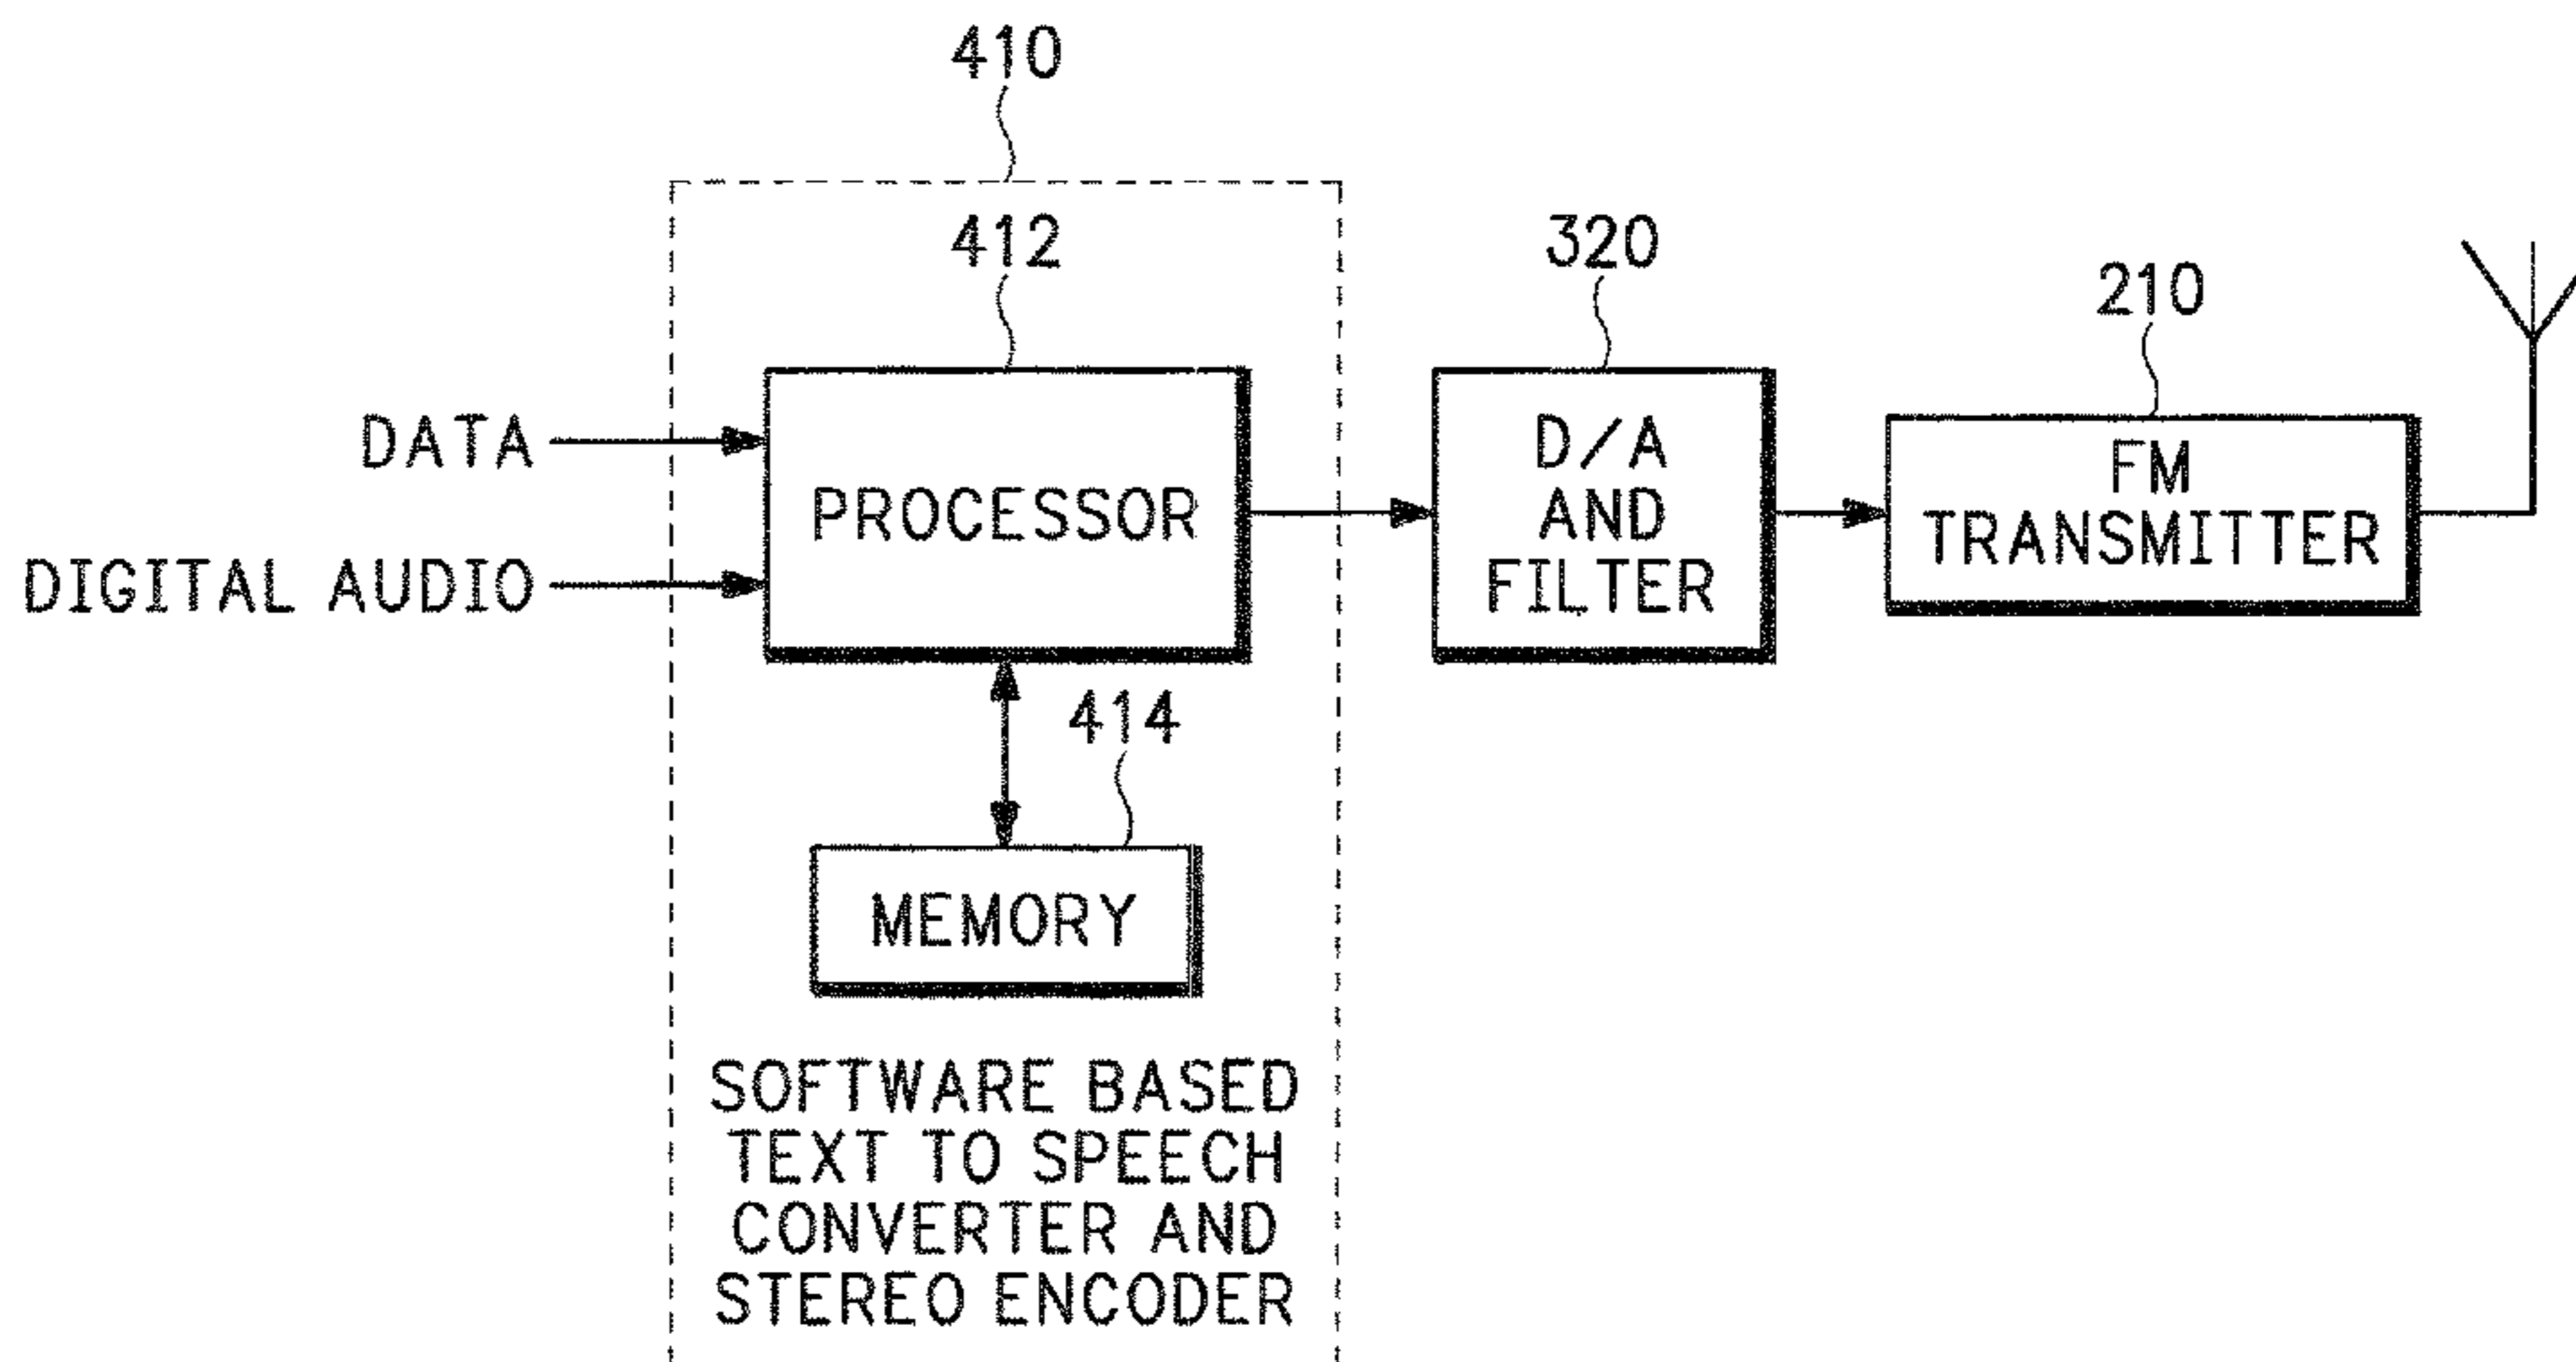 410
412
320
210
DATA
DIGITAL AUDIO
PROCESSOR
D/A
AND
FILTER
FM
TRANSMITTER
414
MEMORY
SOFTWARE BASED
TEXT TO SPEECH
CONVERTER AND
STEREO ENCODER